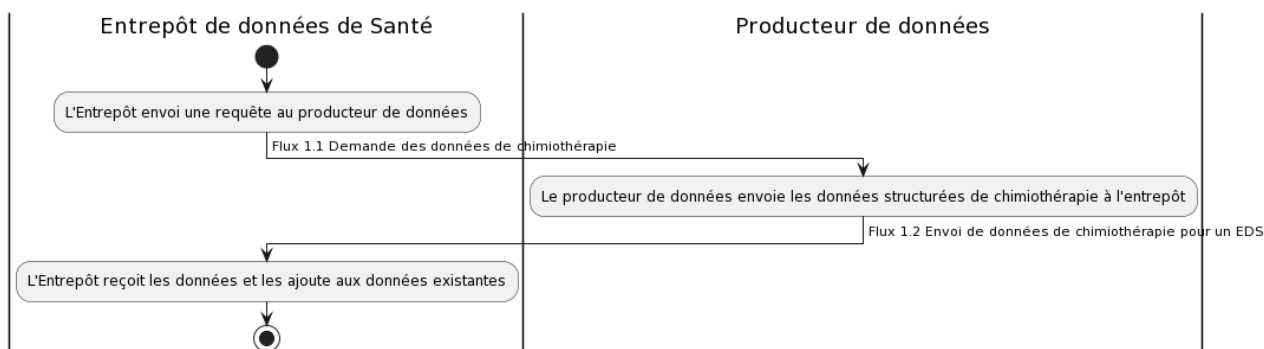 Entrepôt de données de Santé
Producteur de données
L'Entrepôt envoi une requête au producteur de données
Flux 1.1 Demande des données de chimiothérapie
Le producteur de données envoie les données structurées de chimiothérapie à l'entrepôt
Flux 1.2 Envoi de données de chimiothérapie pour un EDS
L'Entrepôt reçoit les données et les ajoute aux données existantes